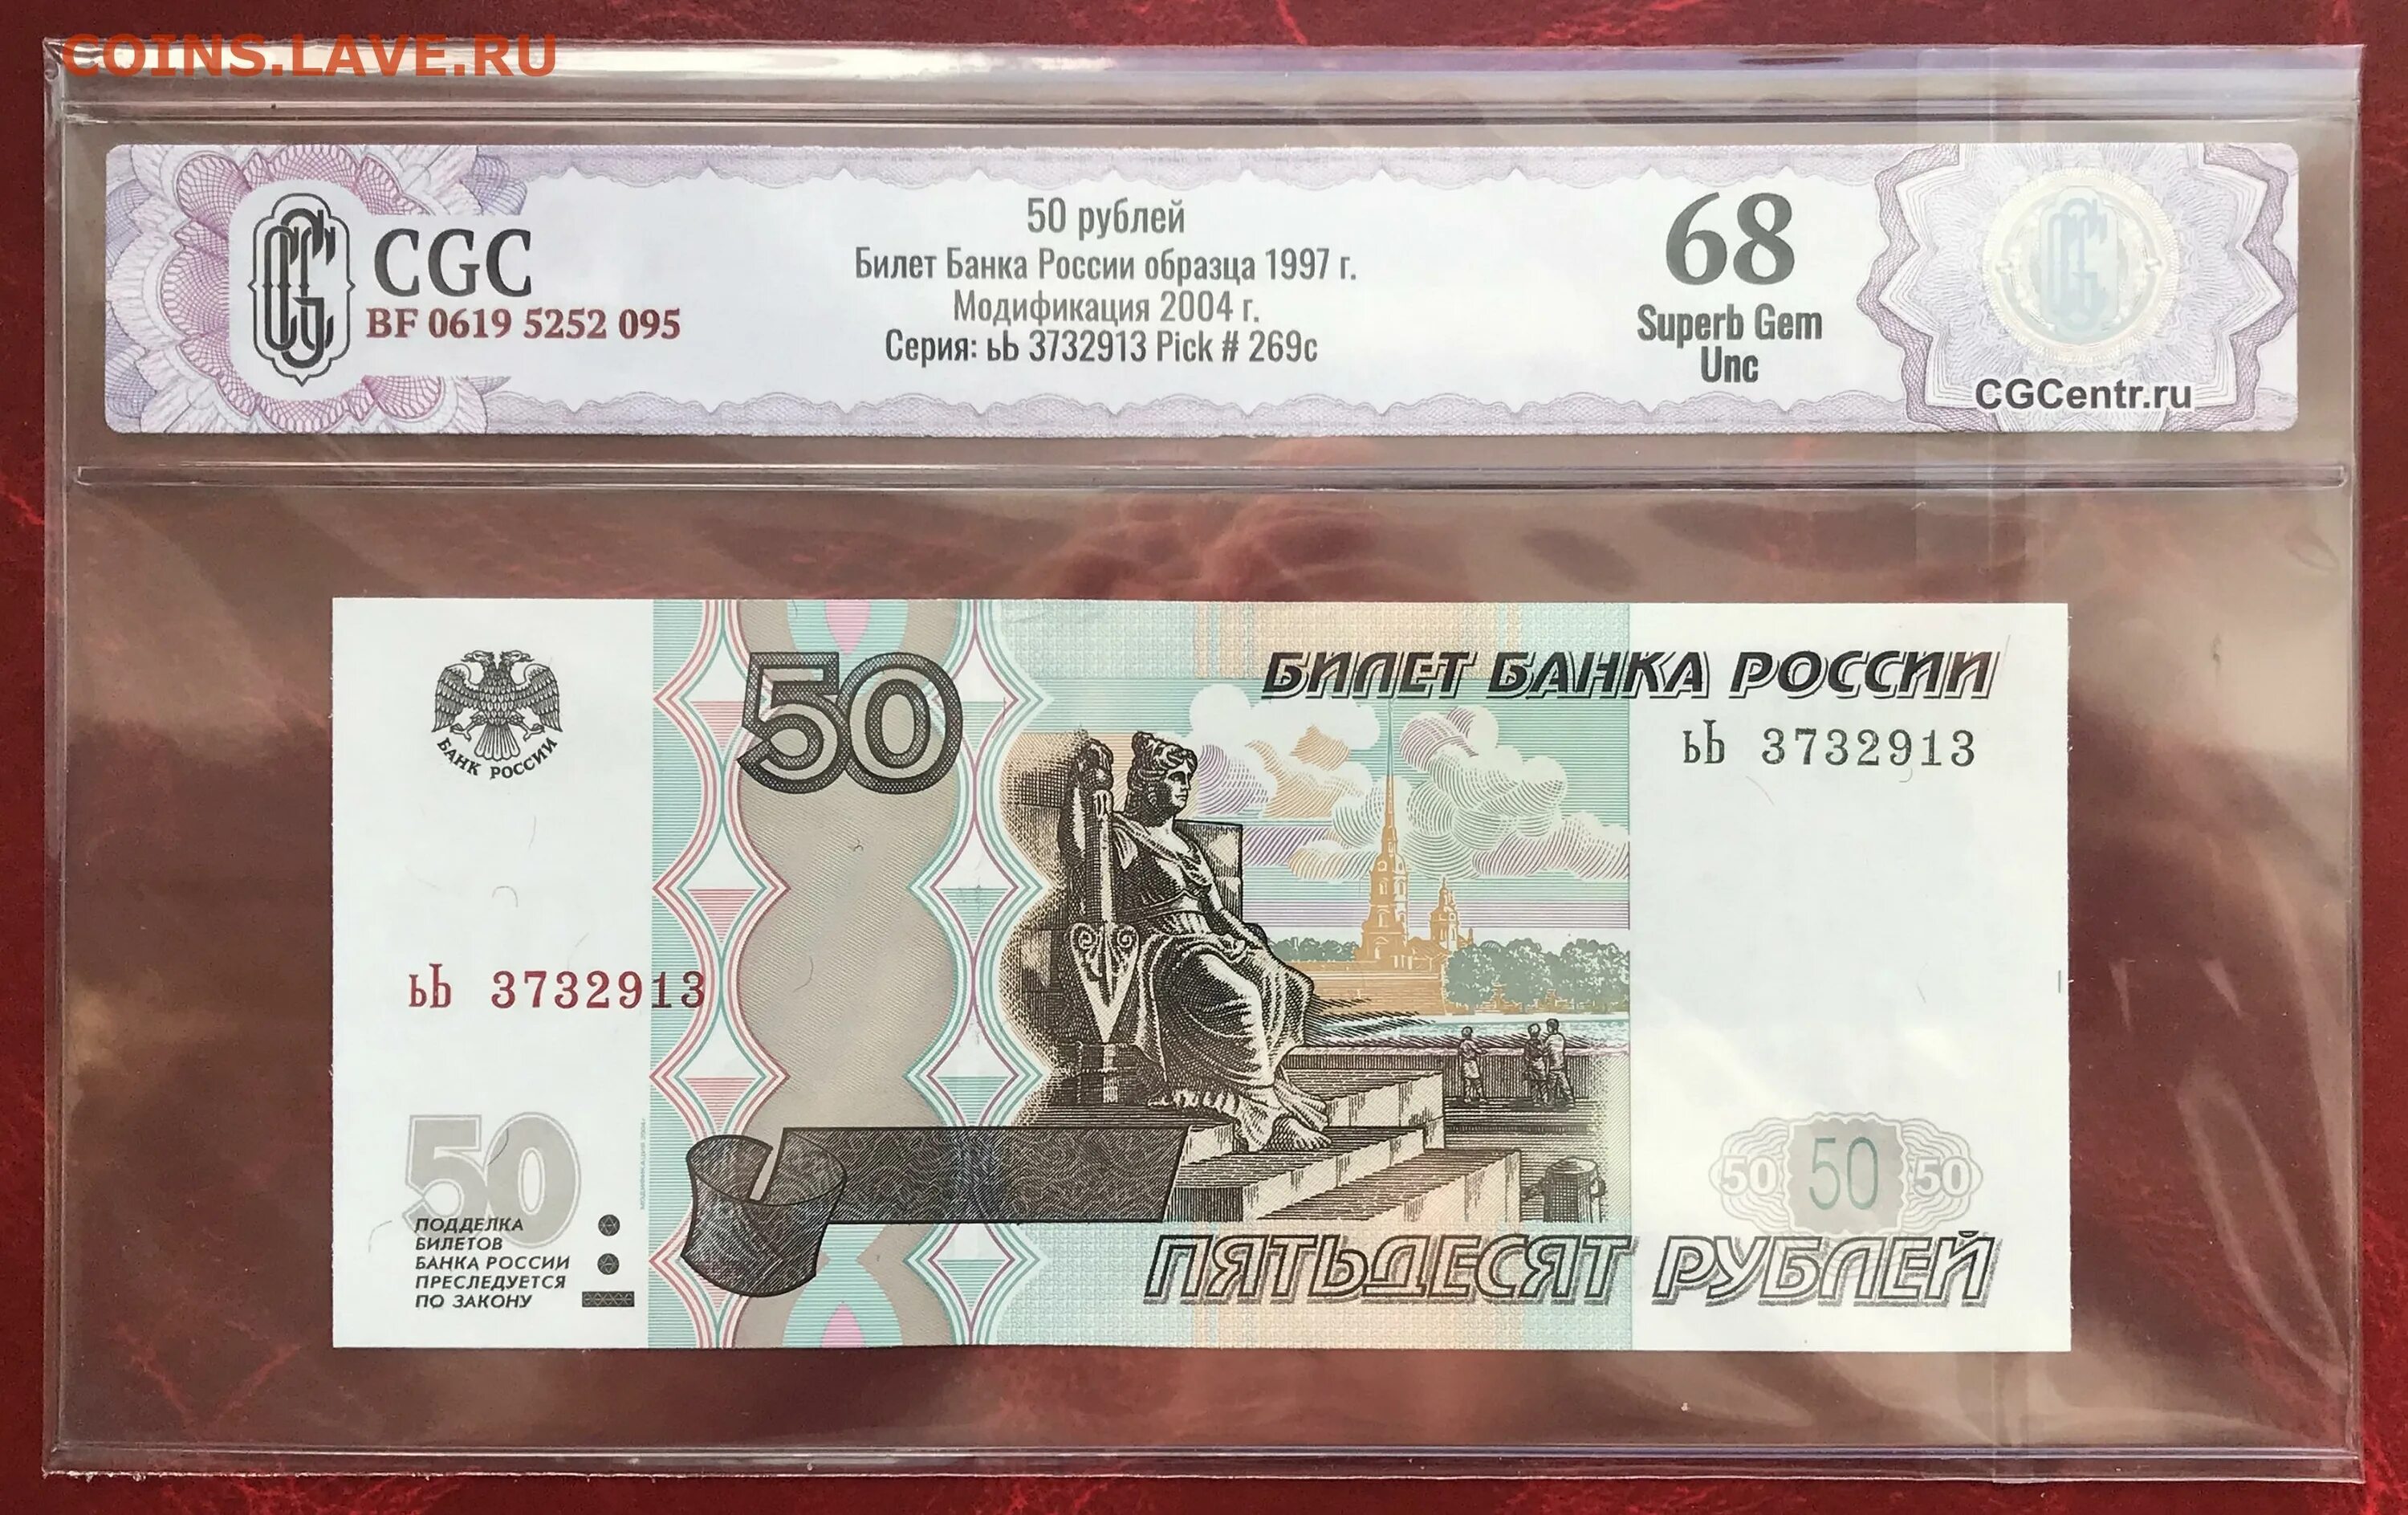 COINS.LAVE.RU
CGC
BF 0619 5252 095
50 рублей
Билет Банка России образца 1997 г.
Модификация 2004 г.
Серия: ьЬ 3732913 Pick # 269c
68
Superb Gem
Unc
CGCentr.ru
БАНК РОССИИ
50
БИЛЕТ БАНКА РОССИИ
ьЬ 3732913
ьЬ 3732913
50
МОДИФИКАЦИЯ 2004 г.
ПОДДЕЛКА
БИЛЕТОВ
БАНКА РОССИИ
ПРЕСЛЕДУЕТСЯ
ПО ЗАКОНУ
50 50 50
ПЯТЬДЕСЯТ РУБЛЕЙ